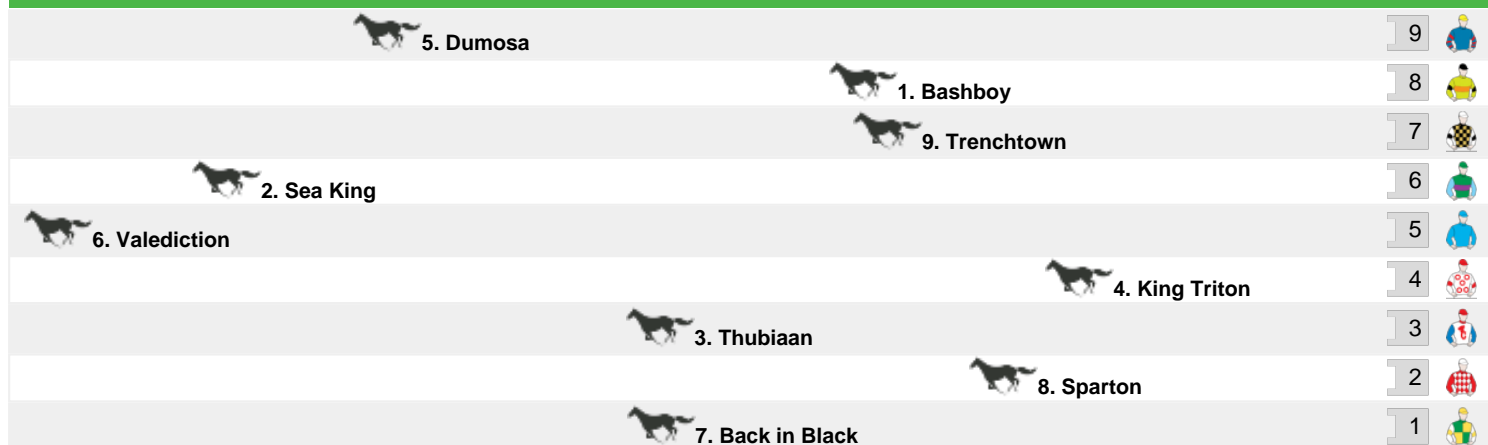 5. Dumosa 9
1. Bashboy 8
9. Trenchtown 7
2. Sea King 6
6. Valediction 5
4. King Triton 4
3. Thubiaan 3
8. Sparton 2
7. Back in Black 1